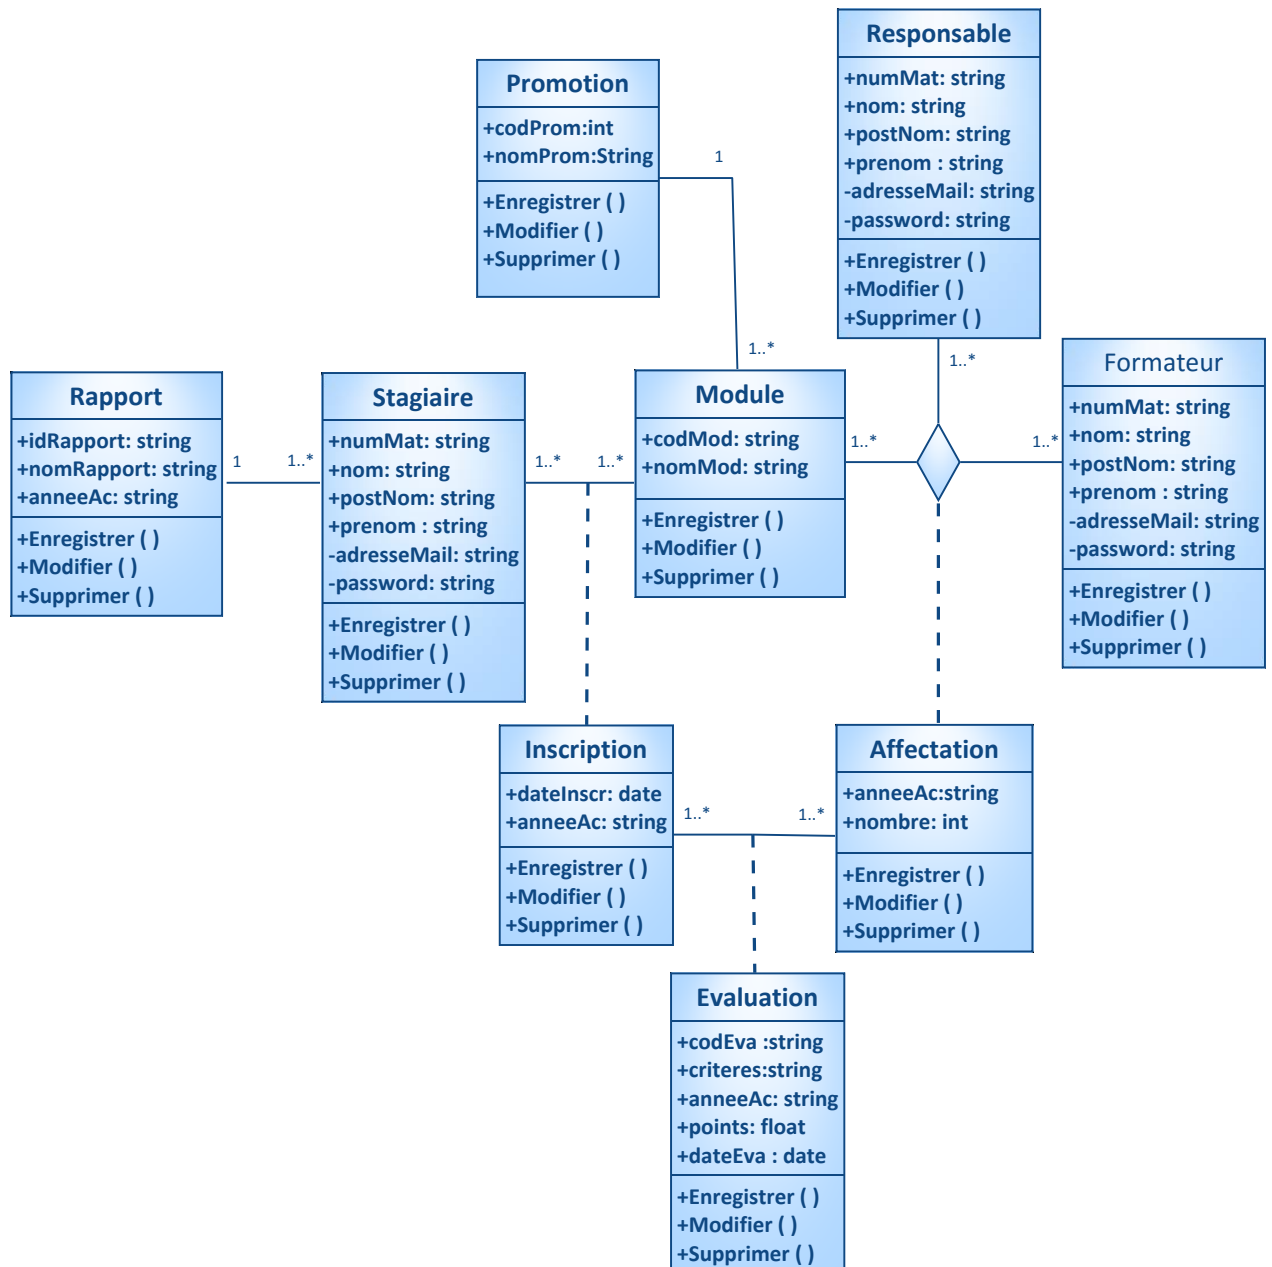 Responsable
+numMat: string
+nom: string
+postNom: string
+prenom : string
-adresseMail: string
-password: string
+Enregistrer ( )
+Modifier ( )
+Supprimer ( )
Promotion
+codProm:int
+nomProm:String
+Enregistrer ( )
+Modifier ( )
+Supprimer ( )
1
1..*
1..*
Formateur
+numMat: string
+nom: string
+postNom: string
+prenom : string
-adresseMail: string
-password: string
+Enregistrer ( )
+Modifier ( )
+Supprimer ( )
Rapport
+idRapport: string
+nomRapport: string
+anneeAc: string
+Enregistrer ( )
+Modifier ( )
+Supprimer ( )
1
1..*
Stagiaire
+numMat: string
+nom: string
+postNom: string
+prenom : string
-adresseMail: string
-password: string
+Enregistrer ( )
+Modifier ( )
+Supprimer ( )
1..*
1..*
Module
+codMod: string
+nomMod: string
+Enregistrer ( )
+Modifier ( )
+Supprimer ( )
1..*
1..*
Inscription
+dateInscr: date
+anneeAc: string
+Enregistrer ( )
+Modifier ( )
+Supprimer ( )
1..*
1..*
Affectation
+anneeAc:string
+nombre: int
+Enregistrer ( )
+Modifier ( )
+Supprimer ( )
Evaluation
+codEva :string
+criteres:string
+anneeAc: string
+points: float
+dateEva : date
+Enregistrer ( )
+Modifier ( )
+Supprimer ( )